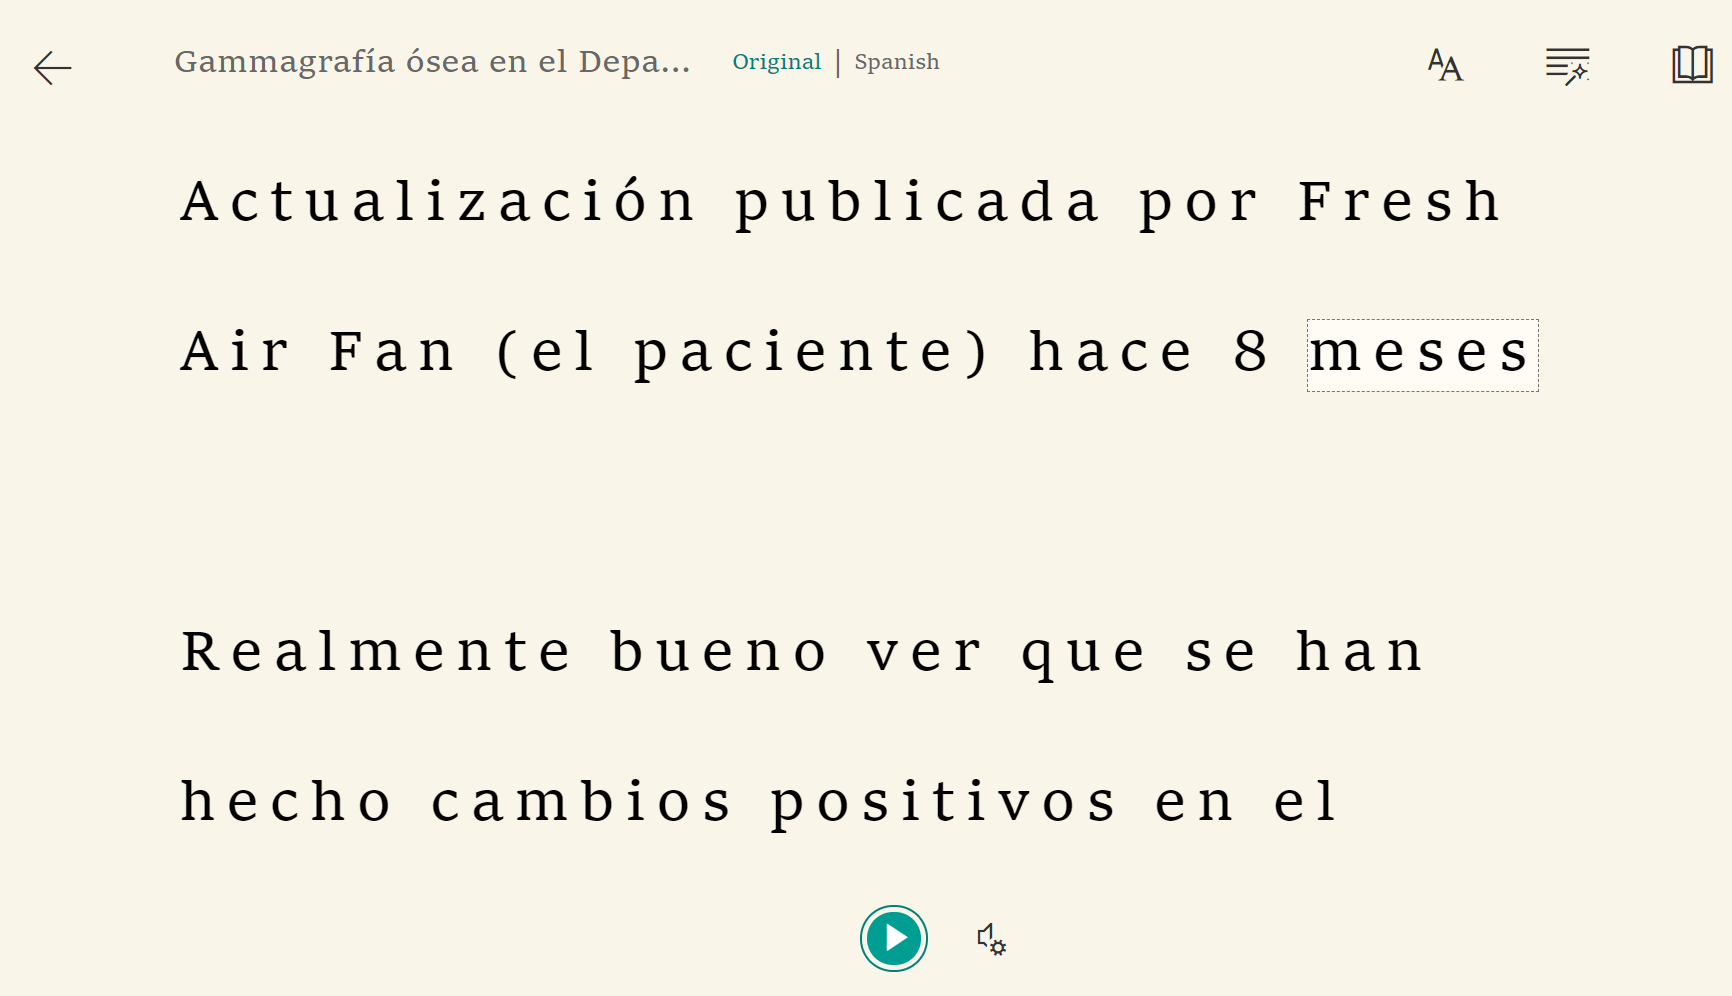 Gammagrafía ósea en el Depa...
Original | Spanish
Actualización publicada por Fresh
Air Fan (el paciente) hace 8 meses
Realmente bueno ver que se han
hecho cambios positivos en el